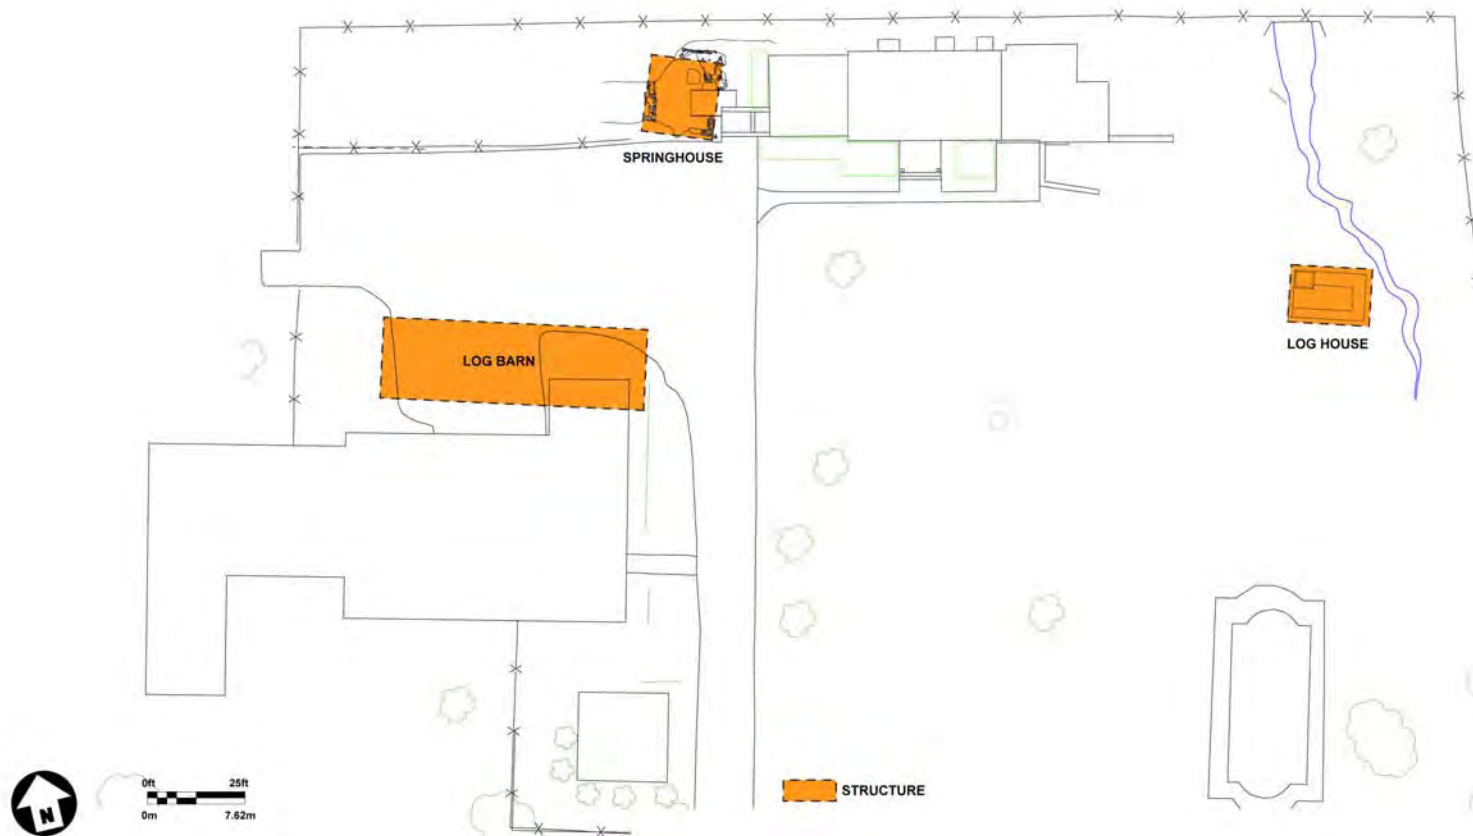 SPRINGHOUSE
LOG HOUSE
LOG BARN
0ft 25ft
0m 7.62m
N
STRUCTURE